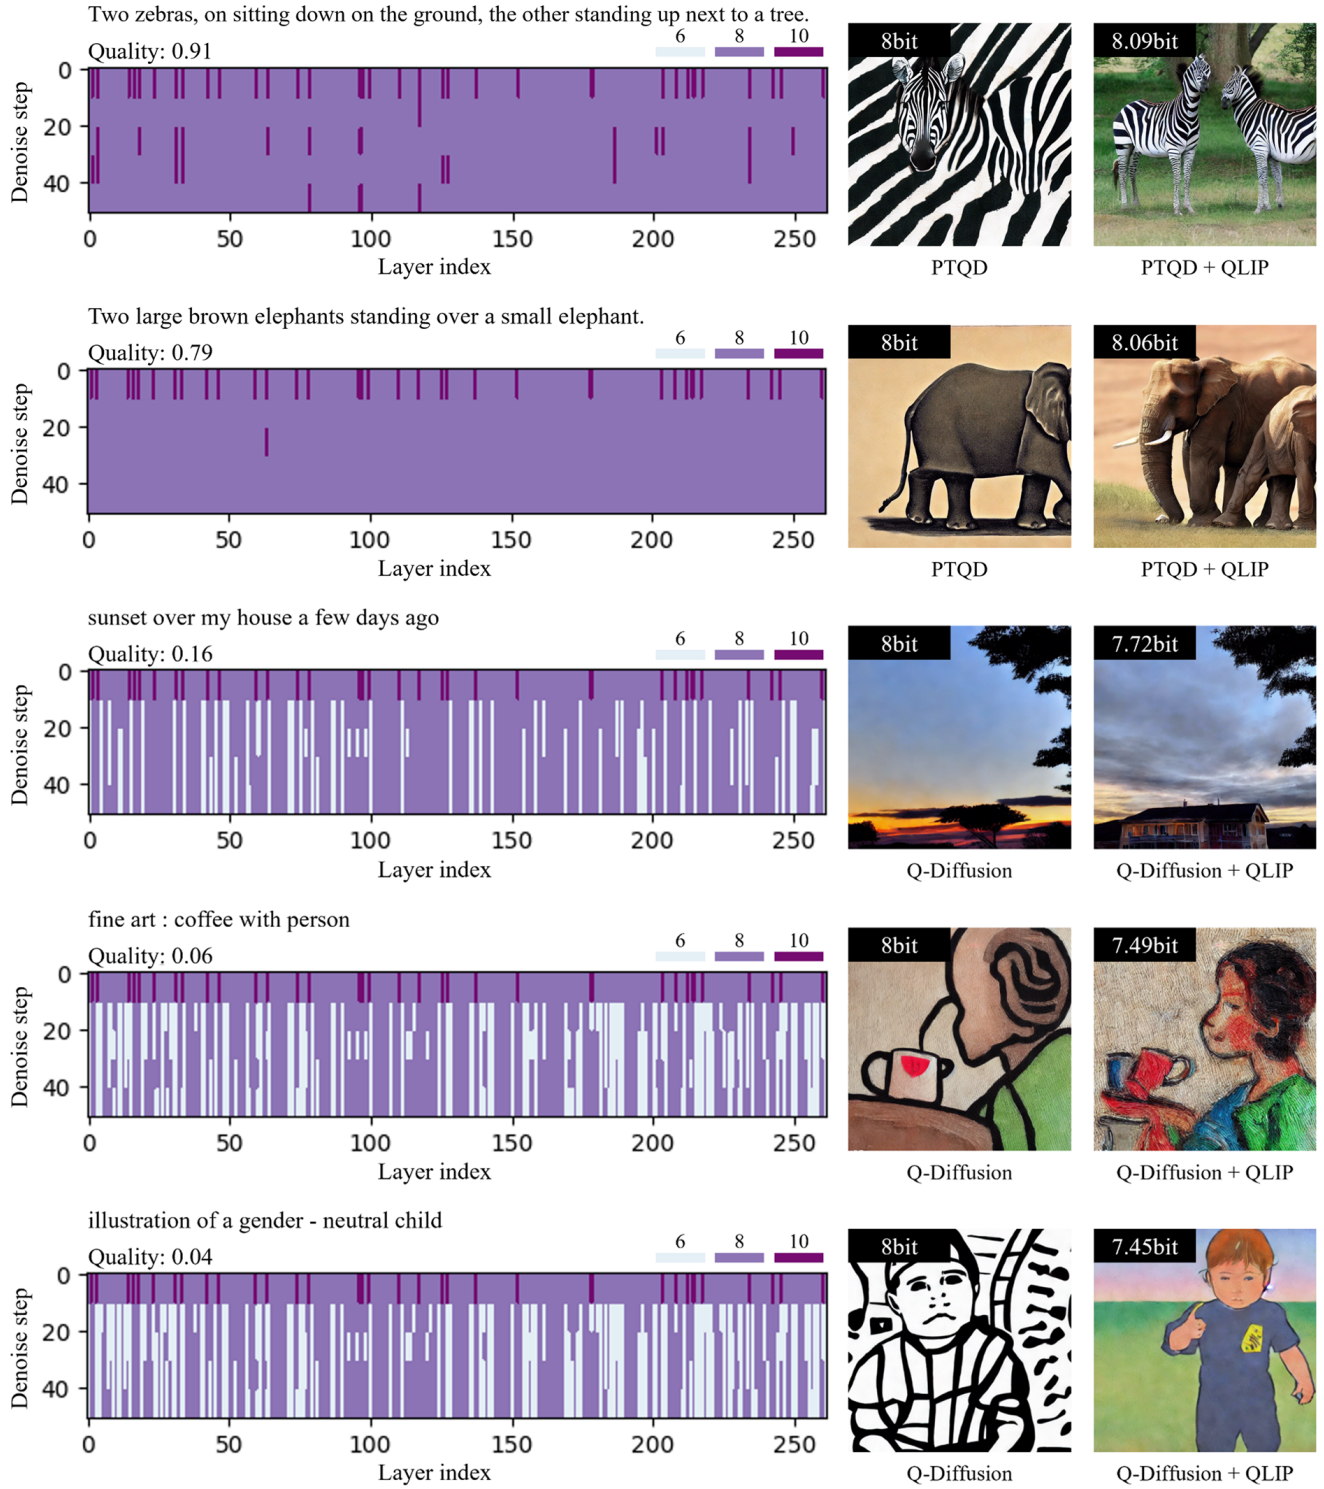 Two zebras, on sitting down on the ground, the other standing up next to a tree.
Quality: 0.91
6 8 10
Denoise step
0
20
40
0 50 100 150 200 250
Layer index
8bit
PTQD
8.09bit
PTQD + QLIP
Two large brown elephants standing over a small elephant.
Quality: 0.79
6 8 10
Denoise step
0
20
40
0 50 100 150 200 250
Layer index
8bit
PTQD
8.06bit
PTQD + QLIP
sunset over my house a few days ago
Quality: 0.16
6 8 10
Denoise step
0
20
40
0 50 100 150 200 250
Layer index
8bit
Q-Diffusion
7.72bit
Q-Diffusion + QLIP
fine art : coffee with person
Quality: 0.06
6 8 10
Denoise step
0
20
40
0 50 100 150 200 250
Layer index
8bit
Q-Diffusion
7.49bit
Q-Diffusion + QLIP
illustration of a gender - neutral child
Quality: 0.04
6 8 10
Denoise step
0
20
40
0 50 100 150 200 250
Layer index
8bit
Q-Diffusion
7.45bit
Q-Diffusion + QLIP